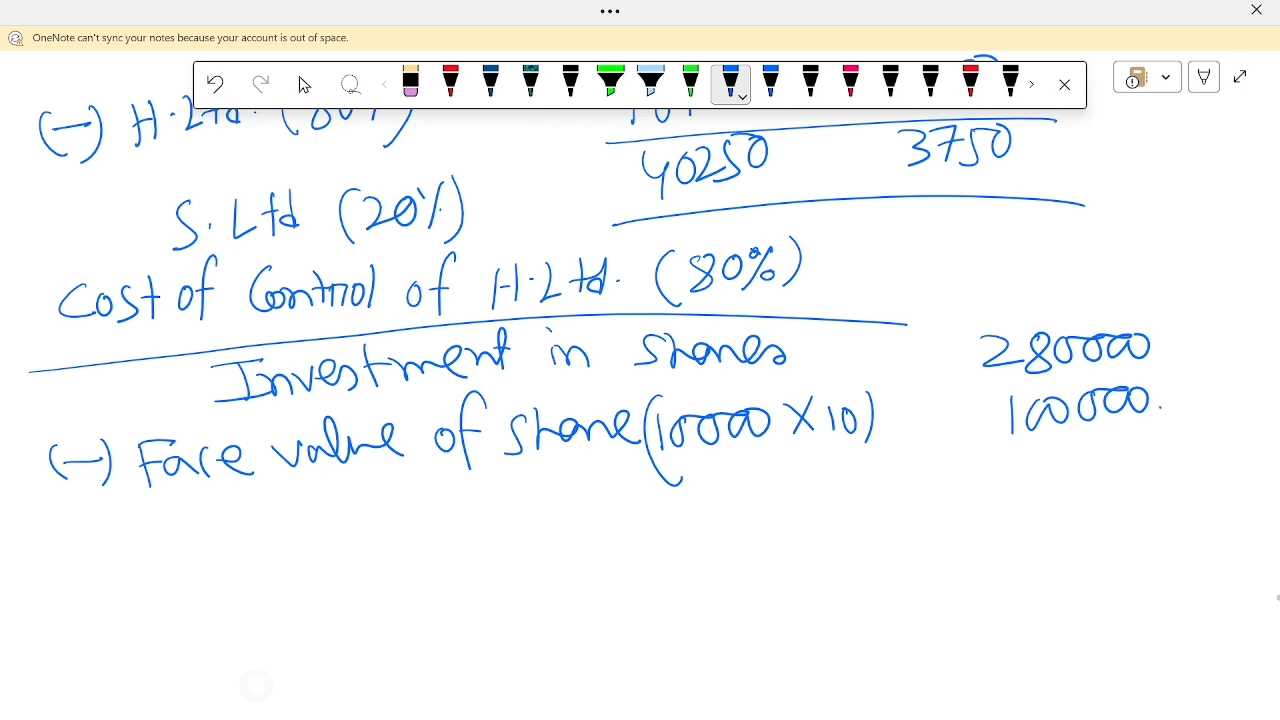 OneNote can't sync your notes because your account is out of space.
(-) H. Ltd.
40250 3750
S. Ltd (20%)
Cost of Control of H. Ltd. (80%)
Investment in shares 280000
(-) Face value of share (10000 × 10) 100000.